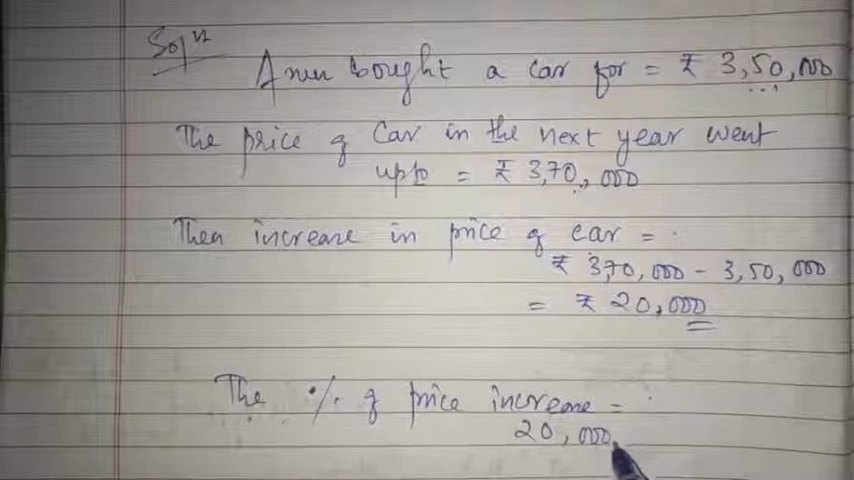 Sol n
Arun bought a car for = ₹ 3,50,000
The price of car in the next year went
upto = ₹ 3,70,000
Then increase in price of car =
₹ 3,70,000 - 3,50,000
= ₹ 20,000
The % of price increase =
20,000